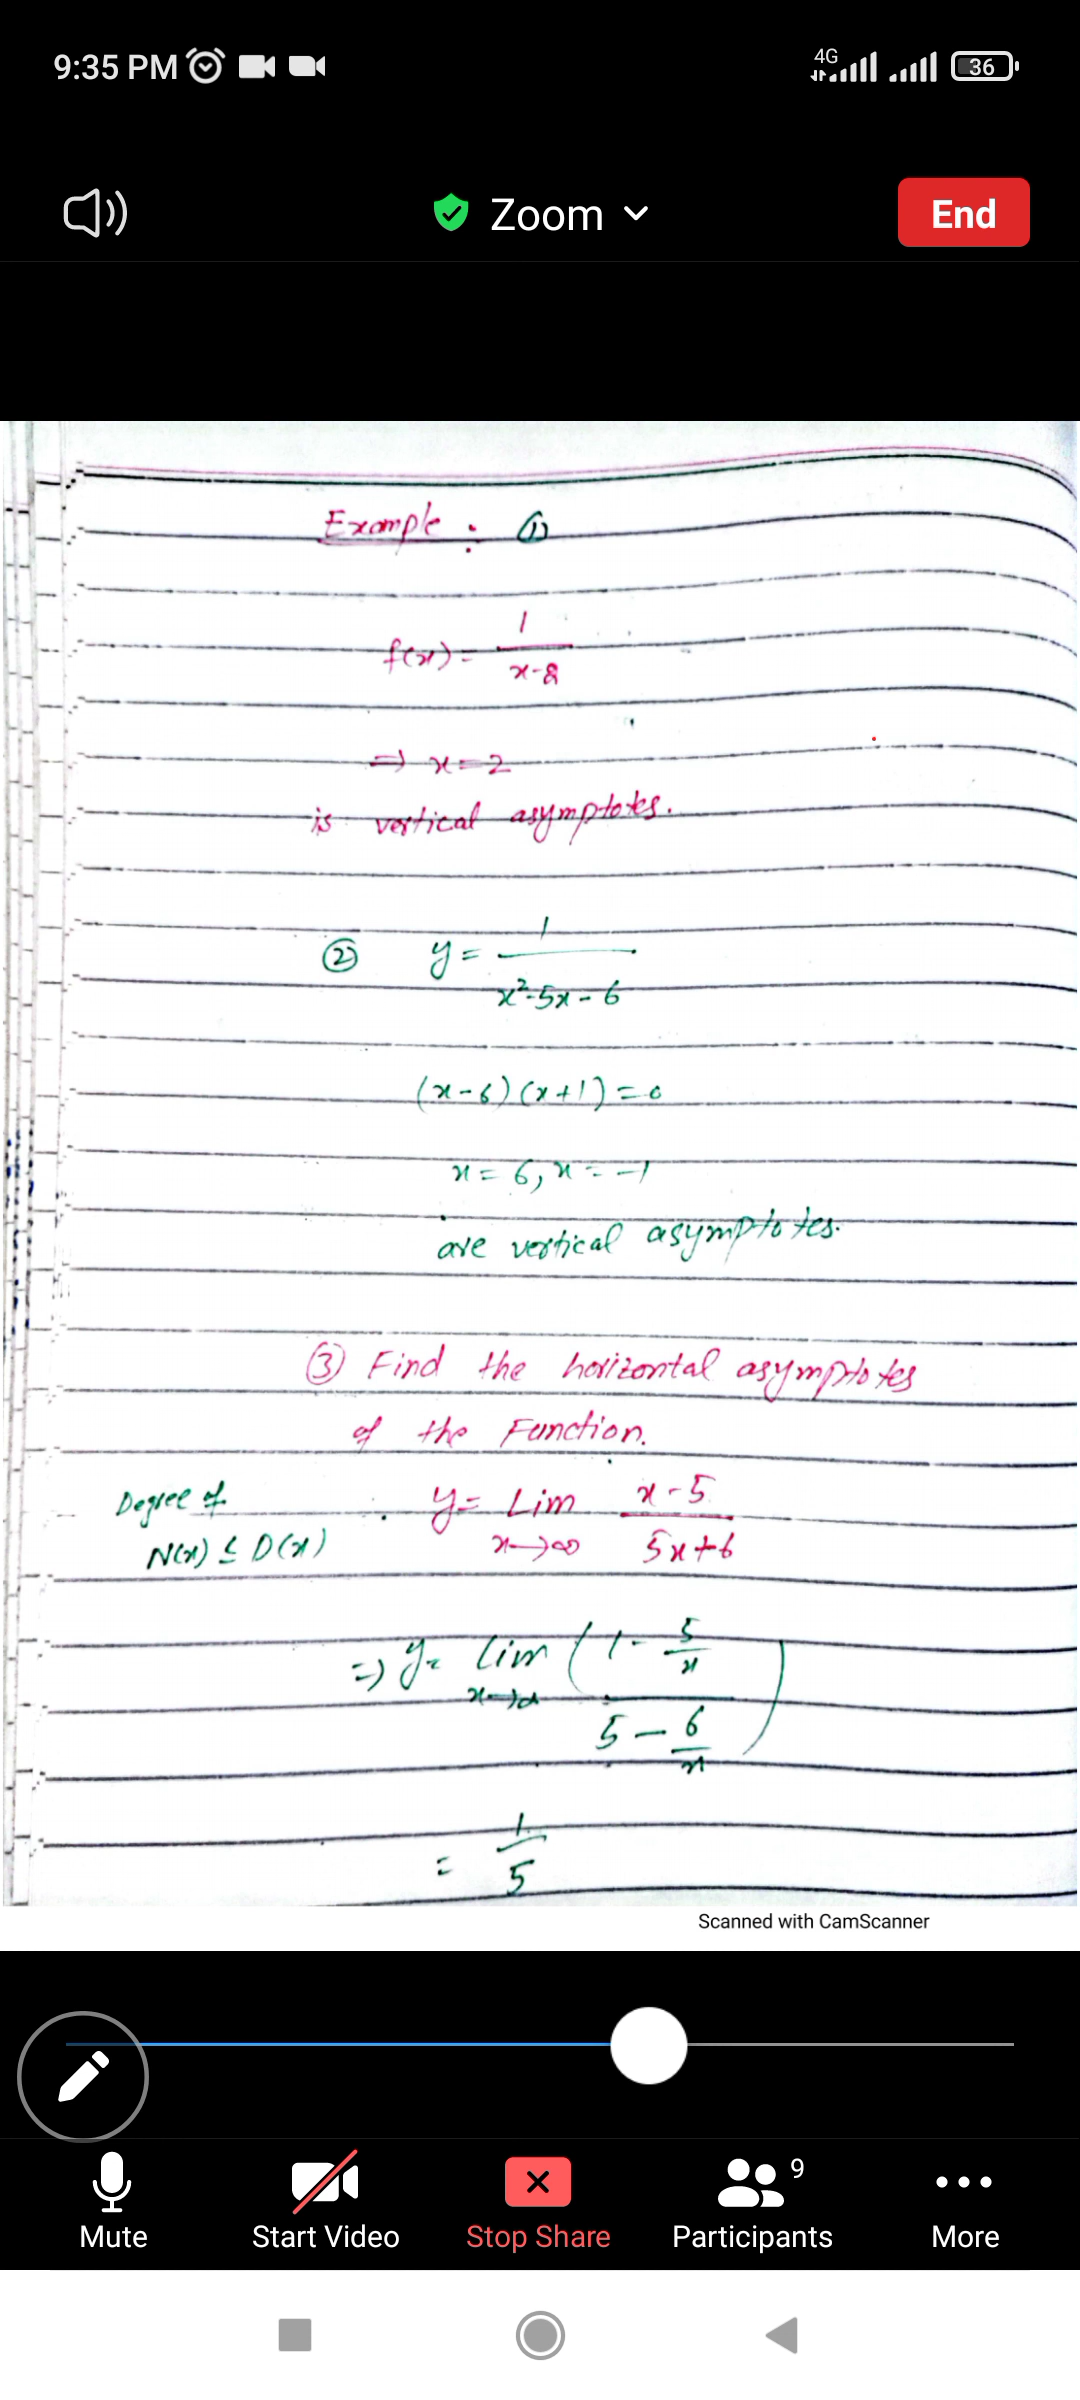 9:35 PM 4G 36
Zoom End
Example : ①
f(x) = 1/(x-2)
⇒ x = 2
is vertical asymptotes.
② y = 1/(x²-5x-6)
(x-6)(x+1)=0
x = 6, x = -1
are vertical asymptotes.
③ Find the horizontal asymptotes
of the Function.
Degree of
N(x) ≤ D(x)
y = Lim x→∞ (x-5)/(5x+6)
⇒ y = lim x→∞ ((1 - 5/x)/(5 - 6/x))
= 1/5
Scanned with CamScanner
9
Mute Start Video Stop Share Participants More